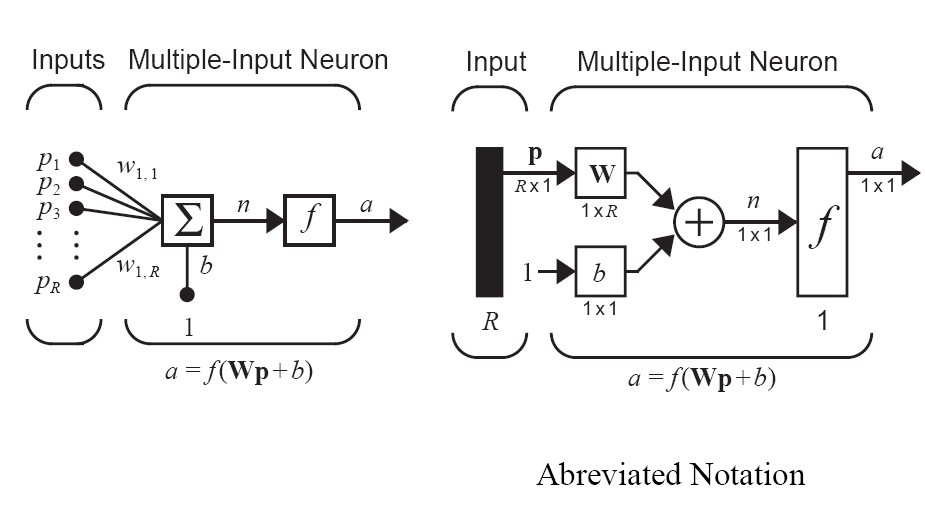 Inputs Multiple-Input Neuron
p1 w1,1
p2
p3
Σ n f a
pR w1,R b
1
a = f(Wp+b)
Input Multiple-Input Neuron
p a
R x 1 W 1 x 1
1 x R n f
+ 1 x 1
1 b
1 x 1
R 1
a = f(Wp+b)
Abreviated Notation